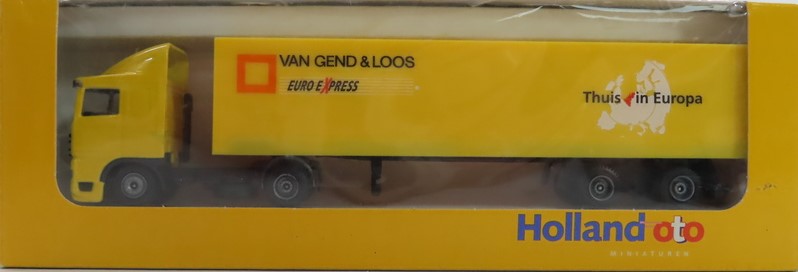 VAN GEND & LOOS
EURO EXPRESS
Thuis in Europa
Holland oto
MINIATUREN